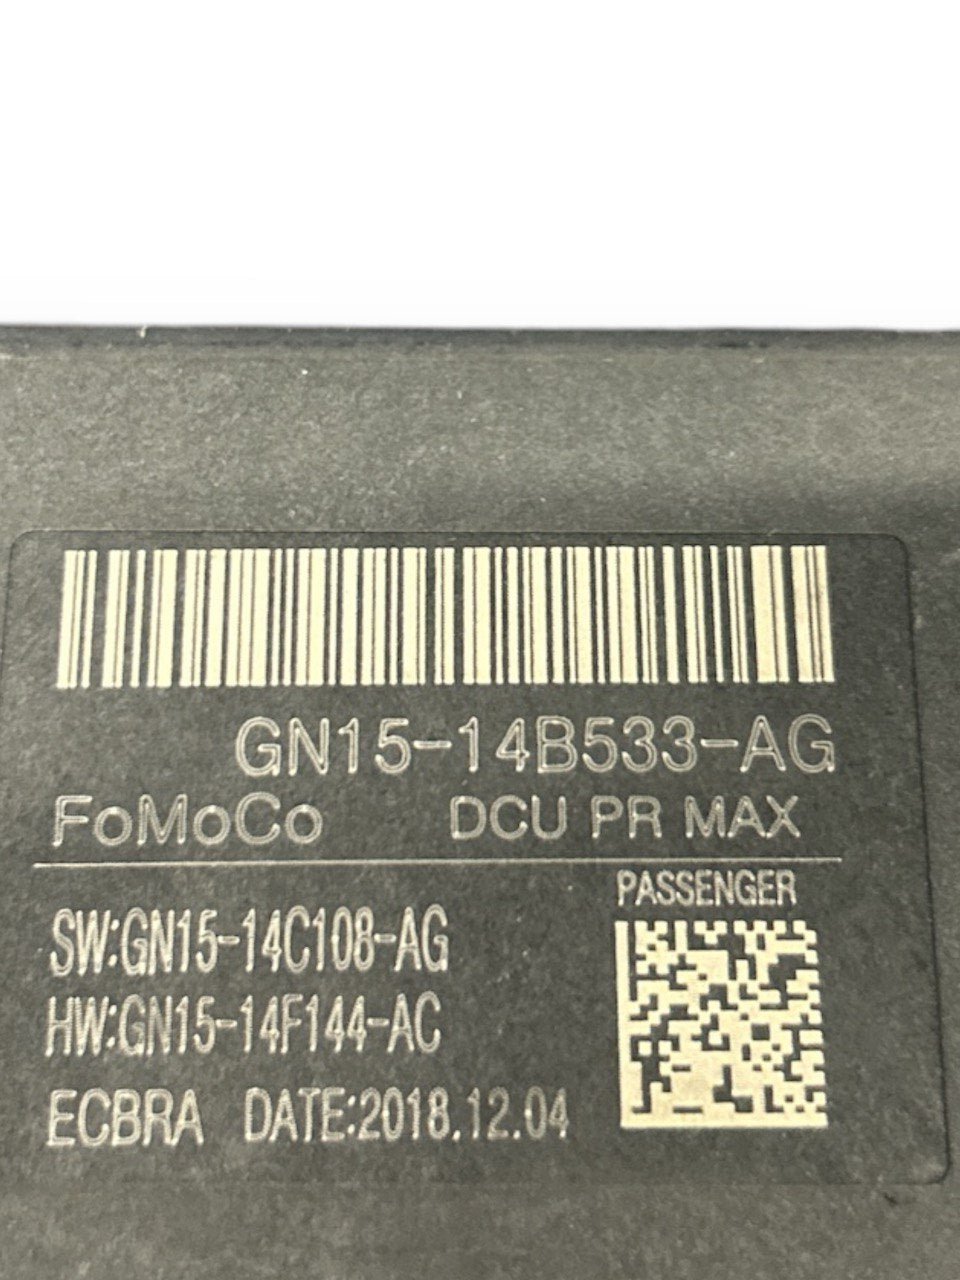 GN15-14B533-AG
FoMoCo DCU PR MAX
PASSENGER
SW:GN15-14C108-AG
HW:GN15-14F144-AC
ECBRA DATE:2018.12.04